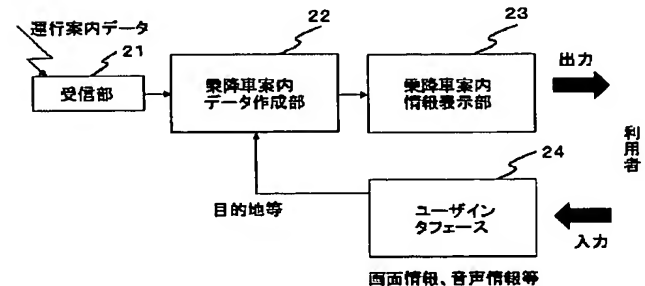 運行案内データ
21
受信部
22
乗降車案内
データ作成部
23
乗降車案内
情報表示部
出力
利用者
目的地等
24
ユーザイン
タフェース
入力
画面情報、音声情報等